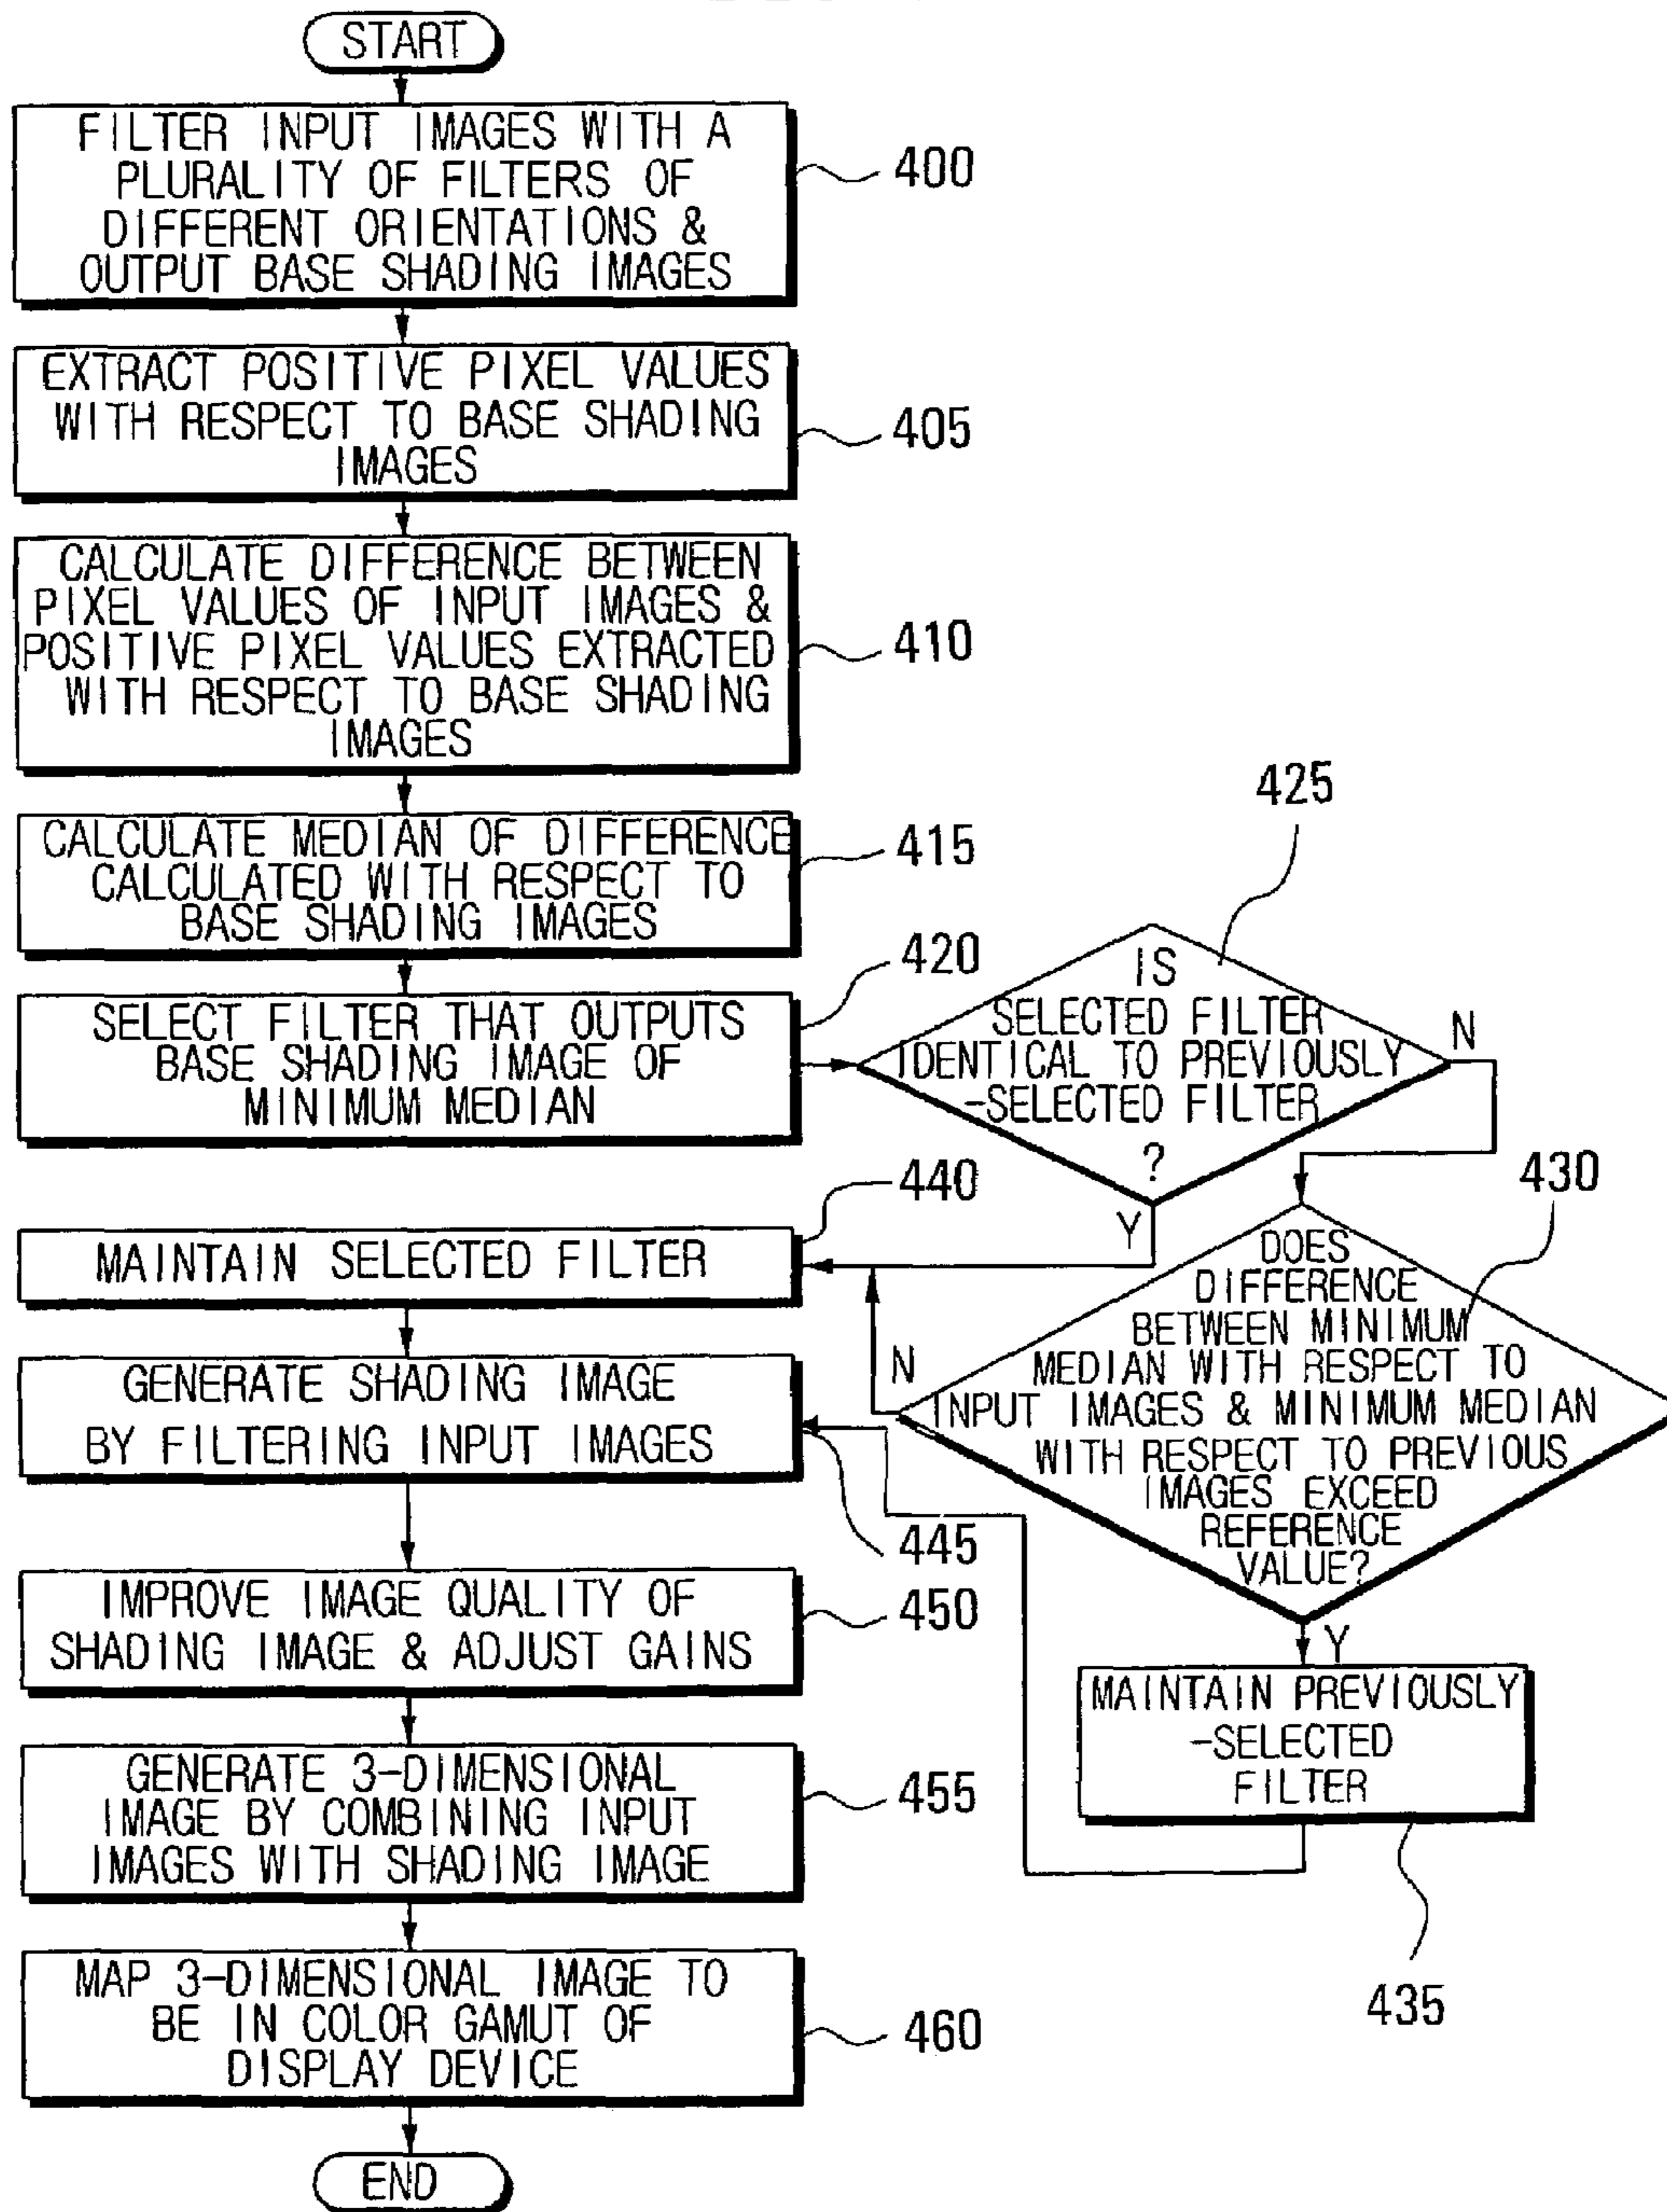 START
FILTER INPUT IMAGES WITH A
PLURALITY OF FILTERS OF
DIFFERENT ORIENTATIONS &
OUTPUT BASE SHADING IMAGES
400
EXTRACT POSITIVE PIXEL VALUES
WITH RESPECT TO BASE SHADING
IMAGES
405
CALCULATE DIFFERENCE BETWEEN
PIXEL VALUES OF INPUT IMAGES &
POSITIVE PIXEL VALUES EXTRACTED
WITH RESPECT TO BASE SHADING
IMAGES
410
CALCULATE MEDIAN OF DIFFERENCE
CALCULATED WITH RESPECT TO
BASE SHADING IMAGES
415
SELECT FILTER THAT OUTPUTS
BASE SHADING IMAGE OF
MINIMUM MEDIAN
420
425
IS
SELECTED FILTER
IDENTICAL TO PREVIOUSLY
-SELECTED FILTER
?
N
Y
430
DOES
DIFFERENCE
BETWEEN MINIMUM
MEDIAN WITH RESPECT TO
INPUT IMAGES & MINIMUM MEDIAN
WITH RESPECT TO PREVIOUS
IMAGES EXCEED
REFERENCE
VALUE?
N
Y
MAINTAIN PREVIOUSLY
-SELECTED
FILTER
435
MAINTAIN SELECTED FILTER
440
GENERATE SHADING IMAGE
BY FILTERING INPUT IMAGES
445
IMPROVE IMAGE QUALITY OF
SHADING IMAGE & ADJUST GAINS
450
GENERATE 3-DIMENSIONAL
IMAGE BY COMBINING INPUT
IMAGES WITH SHADING IMAGE
455
MAP 3-DIMENSIONAL IMAGE TO
BE IN COLOR GAMUT OF
DISPLAY DEVICE
460
END